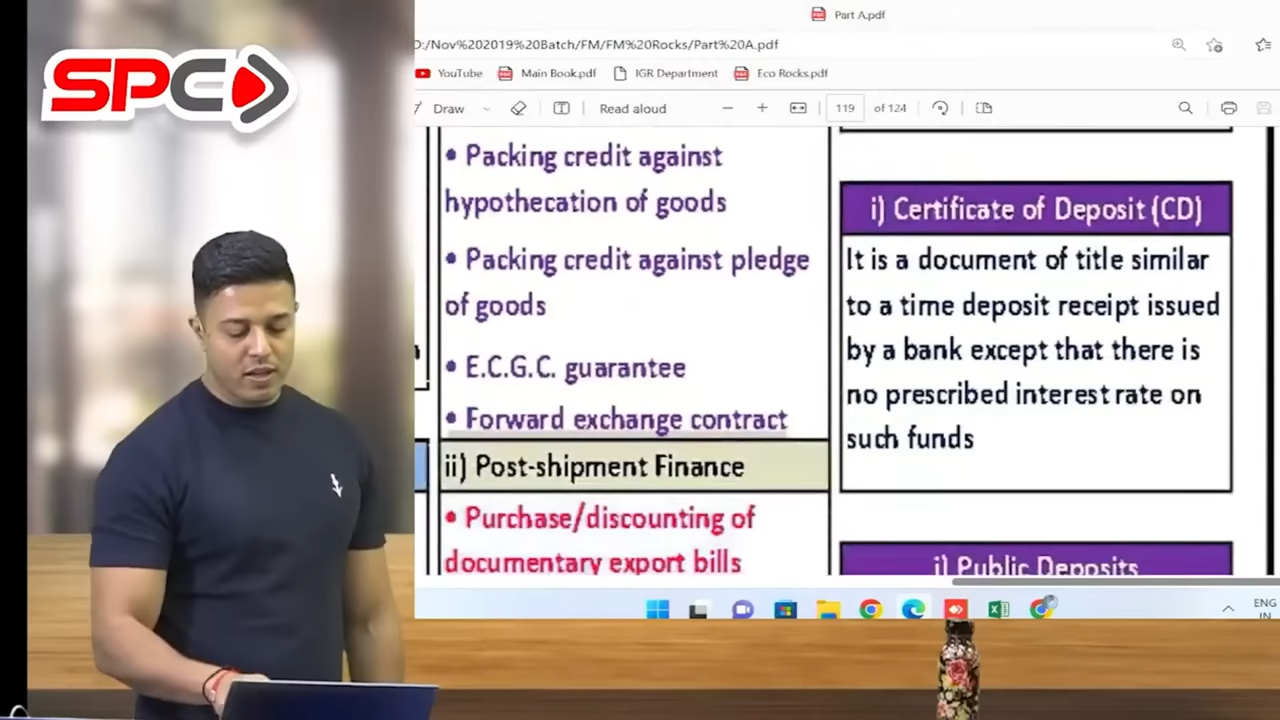 SPC
Part A.pdf
D:/Nov%202019%20Batch/FM/FM%20Rocks/Part%20A.pdf
YouTube
Main Book.pdf
IGR Department
Eco Rocks.pdf
Draw
Read aloud
119
of 124
• Packing credit against
hypothecation of goods
• Packing credit against pledge
of goods
• E.C.G.C. guarantee
• Forward exchange contract
ii) Post-shipment Finance
• Purchase/discounting of
documentary export bills
i) Certificate of Deposit (CD)
It is a document of title similar
to a time deposit receipt issued
by a bank except that there is
no prescribed interest rate on
such funds
j) Public Deposits
ENG
IN